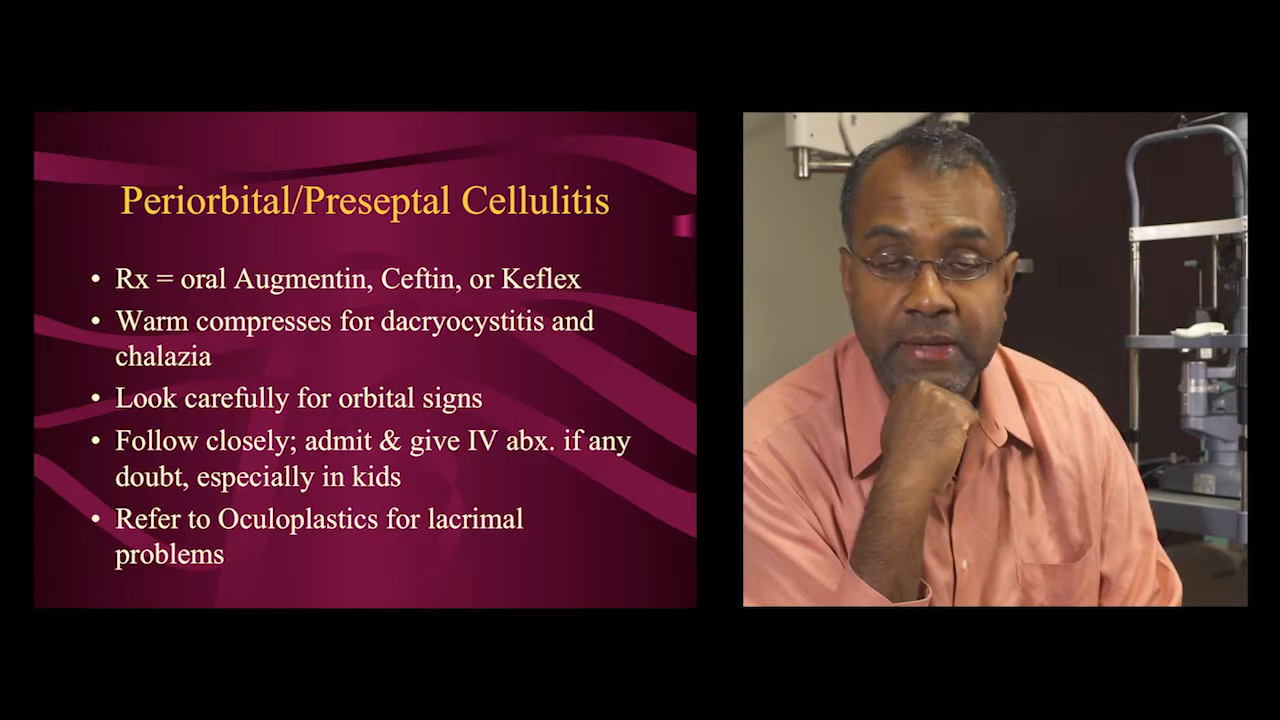 Periorbital/Preseptal Cellulitis
• Rx = oral Augmentin, Ceftin, or Keflex
• Warm compresses for dacryocystitis and
chalazia
• Look carefully for orbital signs
• Follow closely; admit & give IV abx. if any
doubt, especially in kids
• Refer to Oculoplastics for lacrimal
problems